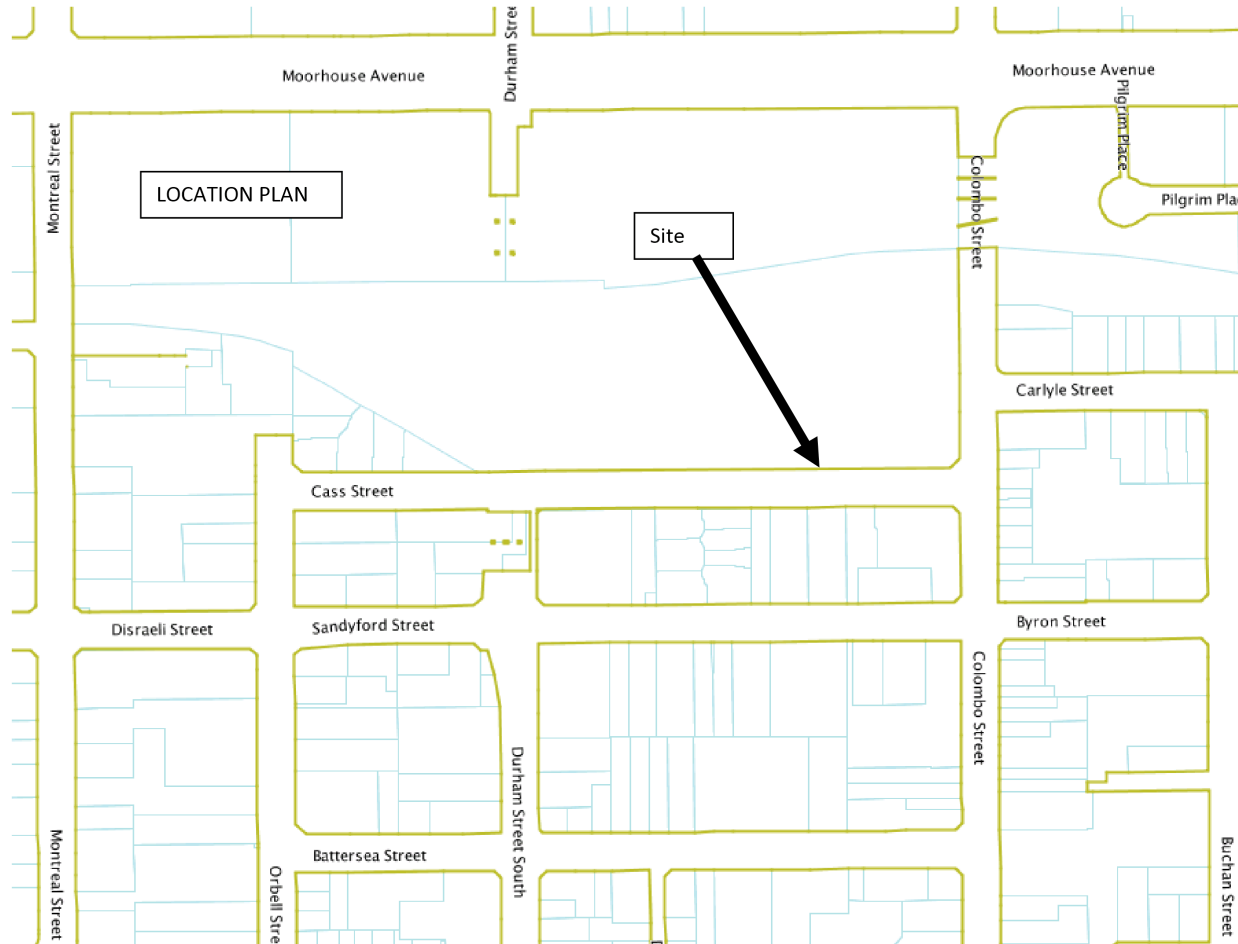 Durham Stree
Moorhouse Avenue
Moorhouse Avenue
Pilgrim Place
Montreal Street
LOCATION PLAN
Colombo Street
Pilgrim Pla
Site
Carlyle Street
Cass Street
Disraeli Street
Sandyford Street
Byron Street
Colombo Street
Durham Street South
Montreal Street
Battersea Street
Orbell Stre
Buchan Street